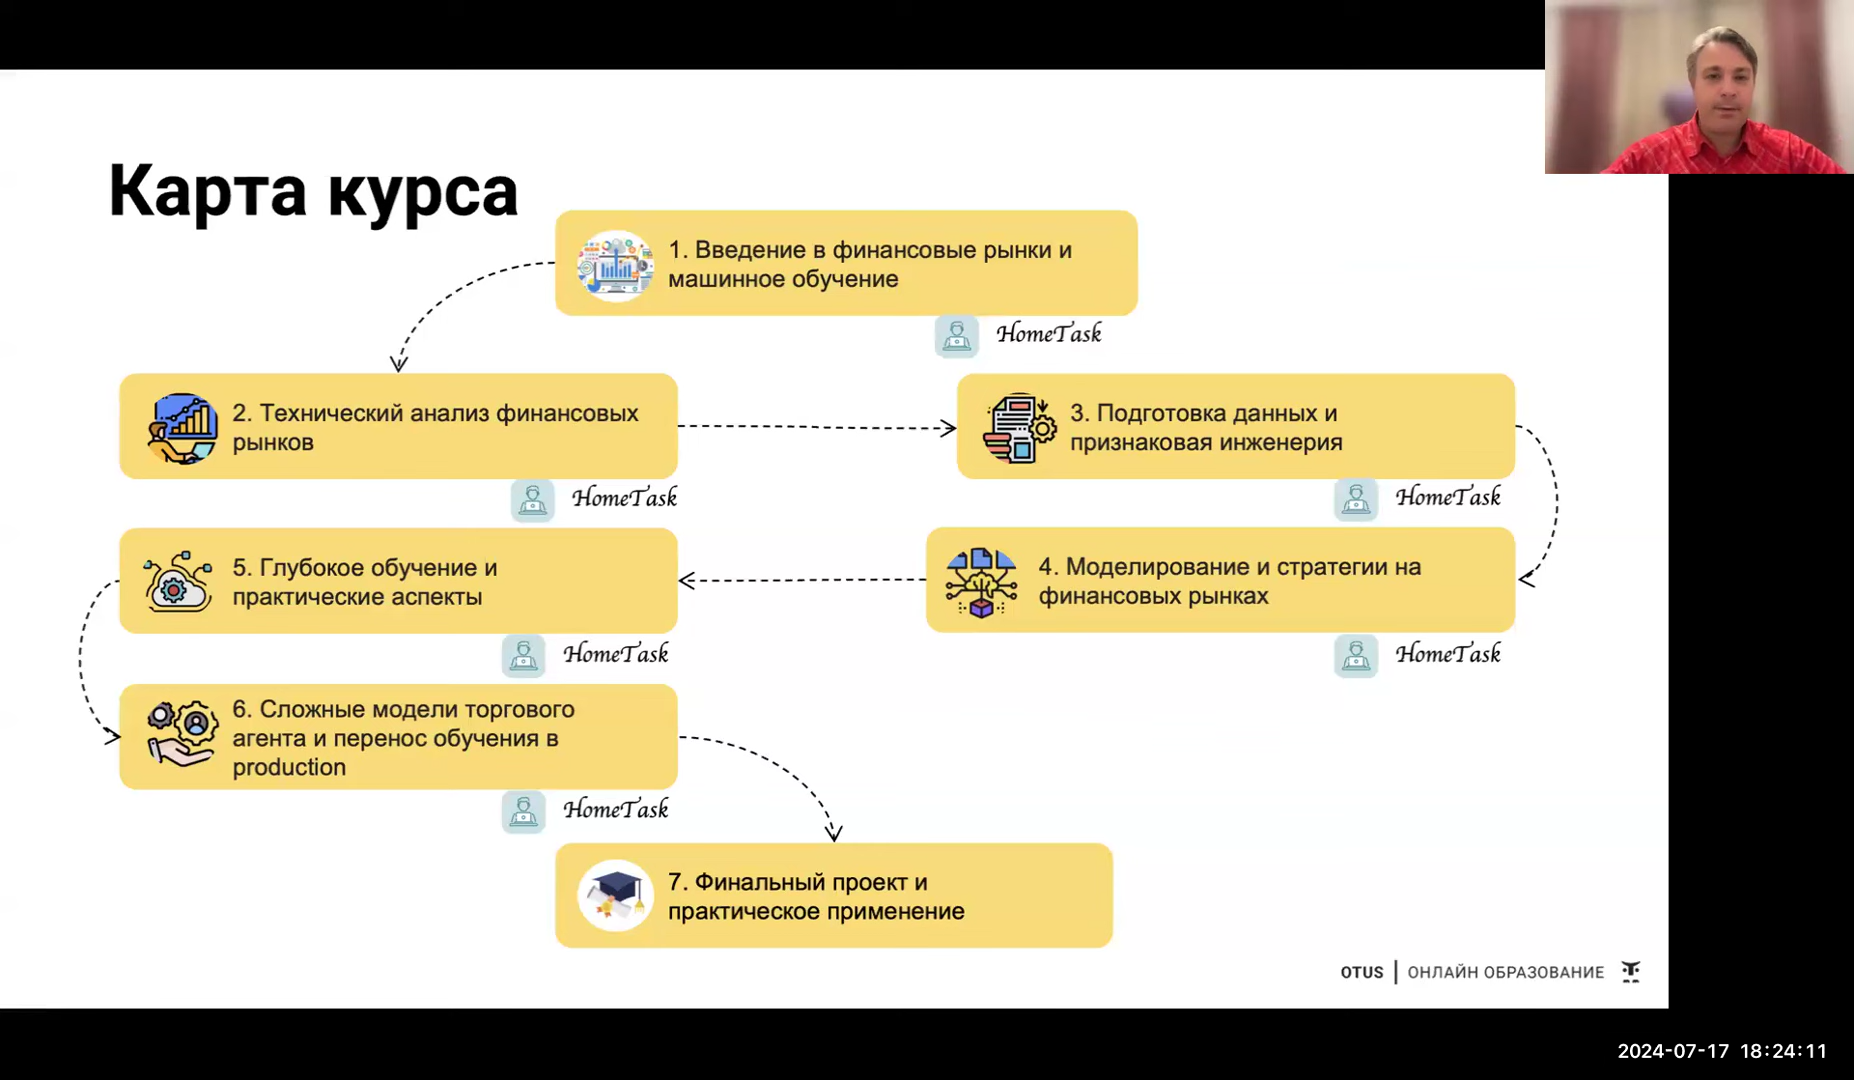 Карта курса
1. Введение в финансовые рынки и
машинное обучение
HomeTask
2. Технический анализ финансовых
рынков
HomeTask
3. Подготовка данных и
признаковая инженерия
HomeTask
4. Моделирование и стратегии на
финансовых рынках
HomeTask
5. Глубокое обучение и
практические аспекты
HomeTask
6. Сложные модели торгового
агента и перенос обучения в
production
HomeTask
7. Финальный проект и
практическое применение
OTUS | ОНЛАЙН ОБРАЗОВАНИЕ
2024-07-17 18:24:11